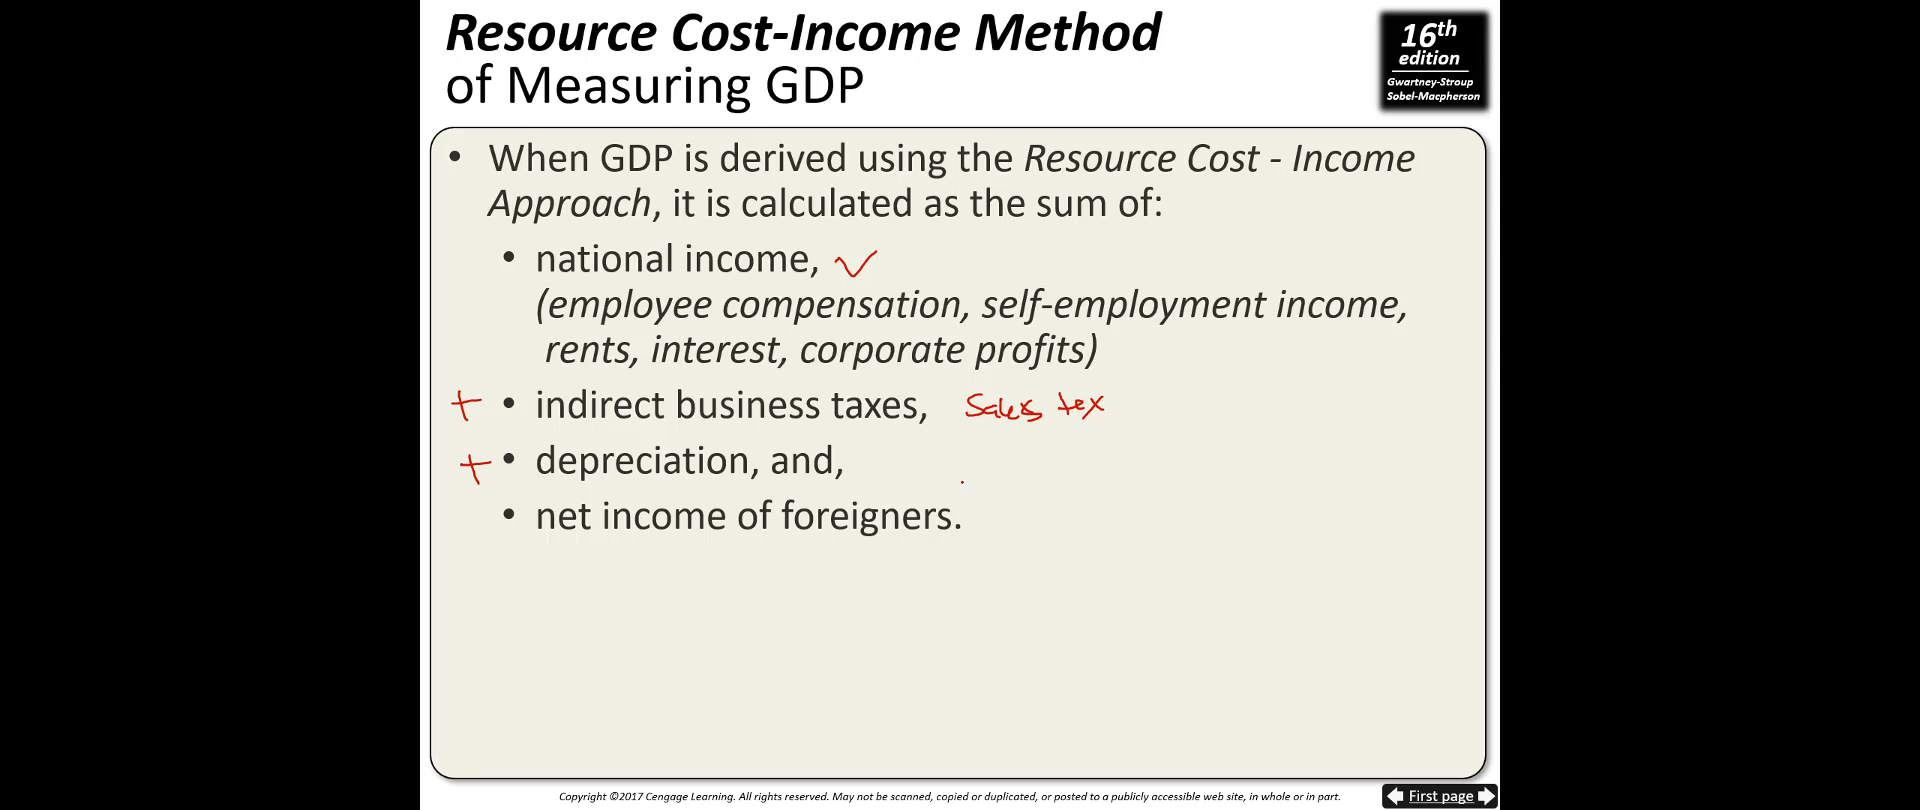 Resource Cost-Income Method
of Measuring GDP
16th
edition
Gwartney-Stroup
Sobel-Macpherson
• When GDP is derived using the Resource Cost - Income
Approach, it is calculated as the sum of:
• national income, ✓
(employee compensation, self-employment income,
rents, interest, corporate profits)
+ • indirect business taxes, Sales tax
+ • depreciation, and,
• net income of foreigners.
Copyright ©2017 Cengage Learning. All rights reserved. May not be scanned, copied or duplicated, or posted to a publicly accessible web site, in whole or in part.
First page